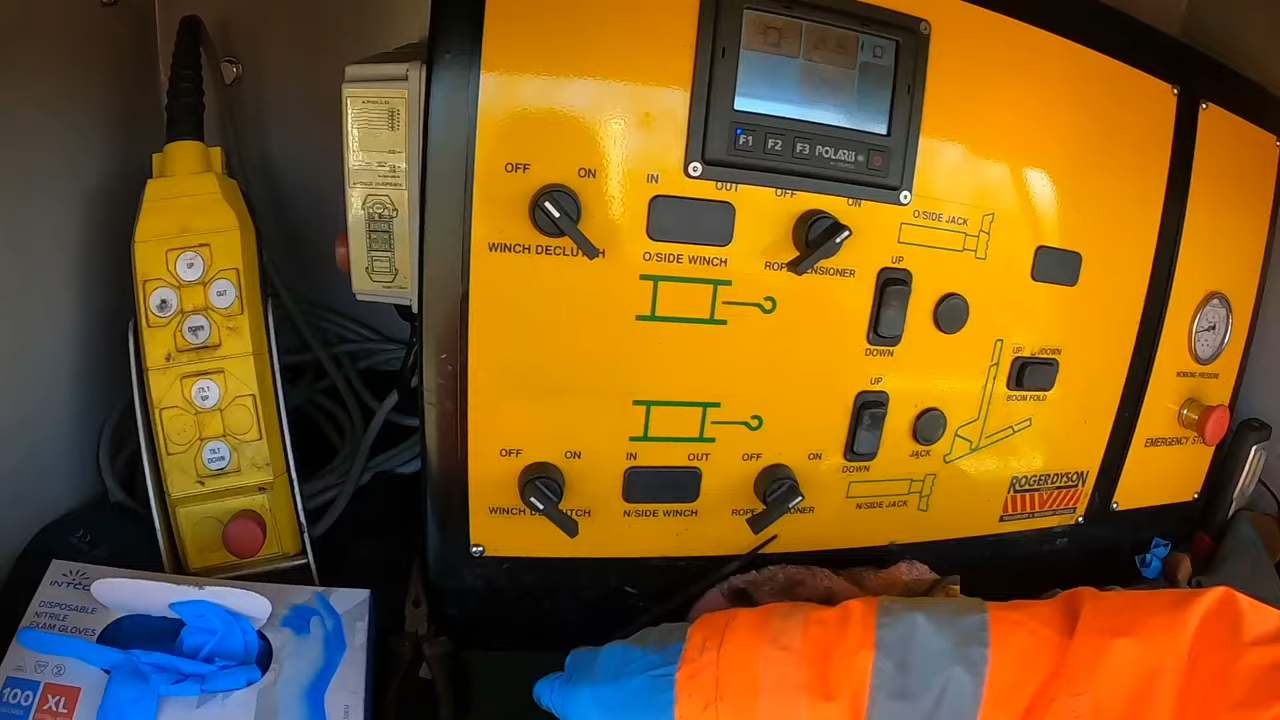 APOLLO
UP
OUT
DOWN
TILT
UP
TILT
DOWN
INTCO
DISPOSABLE
NITRILE
EXAM GLOVES
100
XL
F1
F2
F3
POLARIS
OFF
ON
WINCH DECLUTCH
IN
OUT
O/SIDE WINCH
OFF
ON
ROPE TENSIONER
O/SIDE JACK
UP
DOWN
UP
DOWN
BOOM FOLD
UP
DOWN
JACK
N/SIDE JACK
OFF
ON
WINCH DECLUTCH
IN
OUT
N/SIDE WINCH
OFF
ON
ROPE TENSIONER
ROGER DYSON
WORKING PRESSURE
EMERGENCY STOP